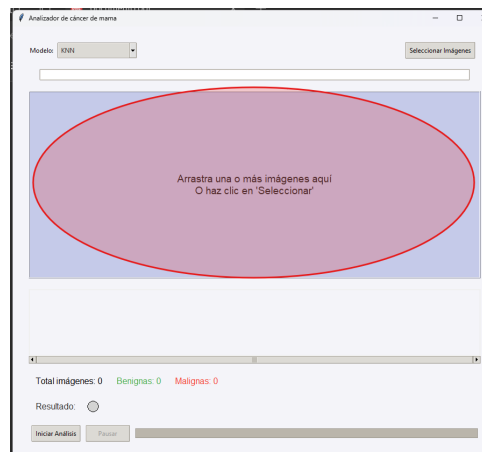 Analizador de cáncer de mama
Modelo: KNN
Seleccionar Imágenes
Arrastra una o más imágenes aquí
O haz clic en 'Seleccionar'
Total imágenes: 0 Benignas: 0 Malignas: 0
Resultado:
Iniciar Análisis Pausar